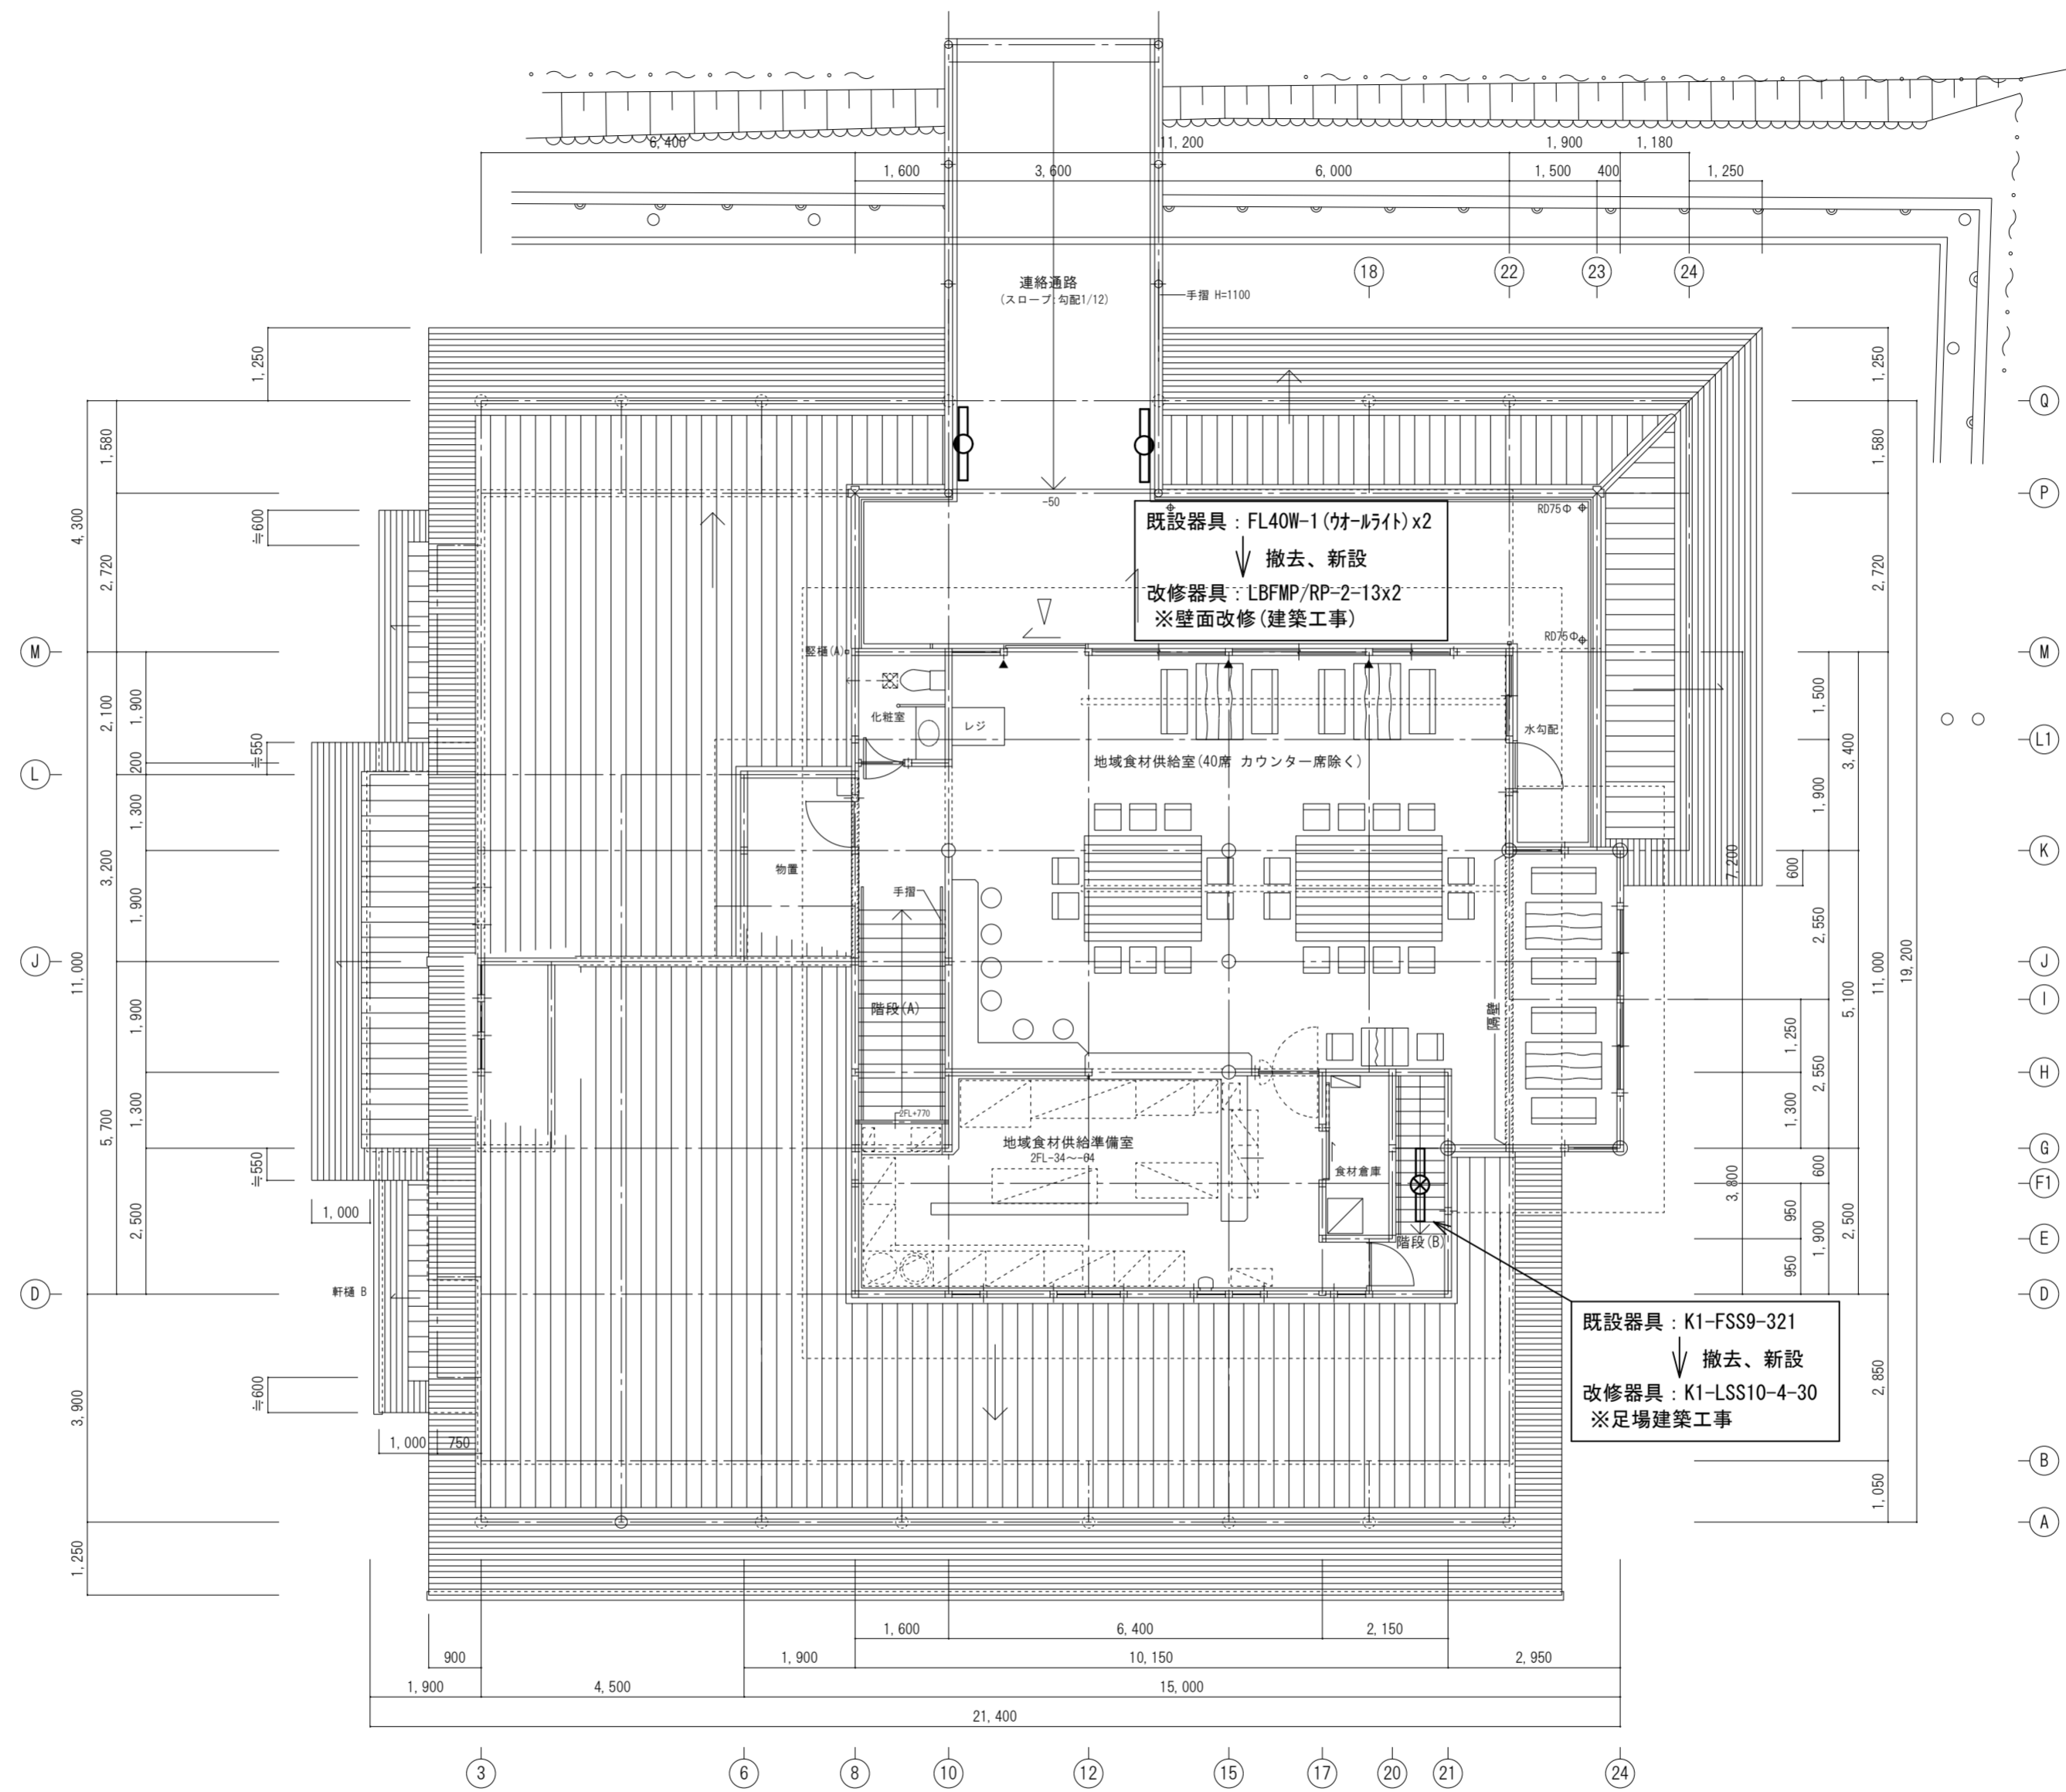 6,400
11,200
1,900
1,180
1,600
3,600
6,000
1,500
400
1,250
18
22
23
24
連絡通路
(スロープ:勾配1/12)
手摺 H=1100
1,250
1,250
Q
1,580
1,580
P
-50
RD75Φ
既設器具：FL40W-1(ｳｵｰﾙﾗｲﾄ)x2
撤去、新設
改修器具：LBFMP/RP-2-13x2
※壁面改修(建築工事)
4,300
≒600
2,720
2,720
RD75Φ
M
竪樋(A)
M
2,100
1,900
1,500
化粧室
レジ
水勾配
L1
≒550
200
3,400
地域食材供給室(40席 カウンター席除く)
L
1,300
1,900
K
物置
7,200
600
3,200
手摺
1,900
2,550
J
11,000
J
11,000
19,200
階段(A)
隔壁
I
1,900
5,100
1,250
H
2,550
5,700
1,300
2FL+770
1,300
地域食材供給準備室
2FL-34～-64
食材倉庫
G
≒550
600
3,800
F1
1,000
2,500
950
2,500
1,900
階段(B)
E
950
軒樋 B
D
D
既設器具：K1-FSS9-321
撤去、新設
改修器具：K1-LSS10-4-30
※足場建築工事
2,850
3,900
≒600
1,000
750
B
1,050
A
1,250
1,600
6,400
2,150
900
1,900
10,150
2,950
1,900
4,500
15,000
21,400
3
6
8
10
12
15
17
20
21
24